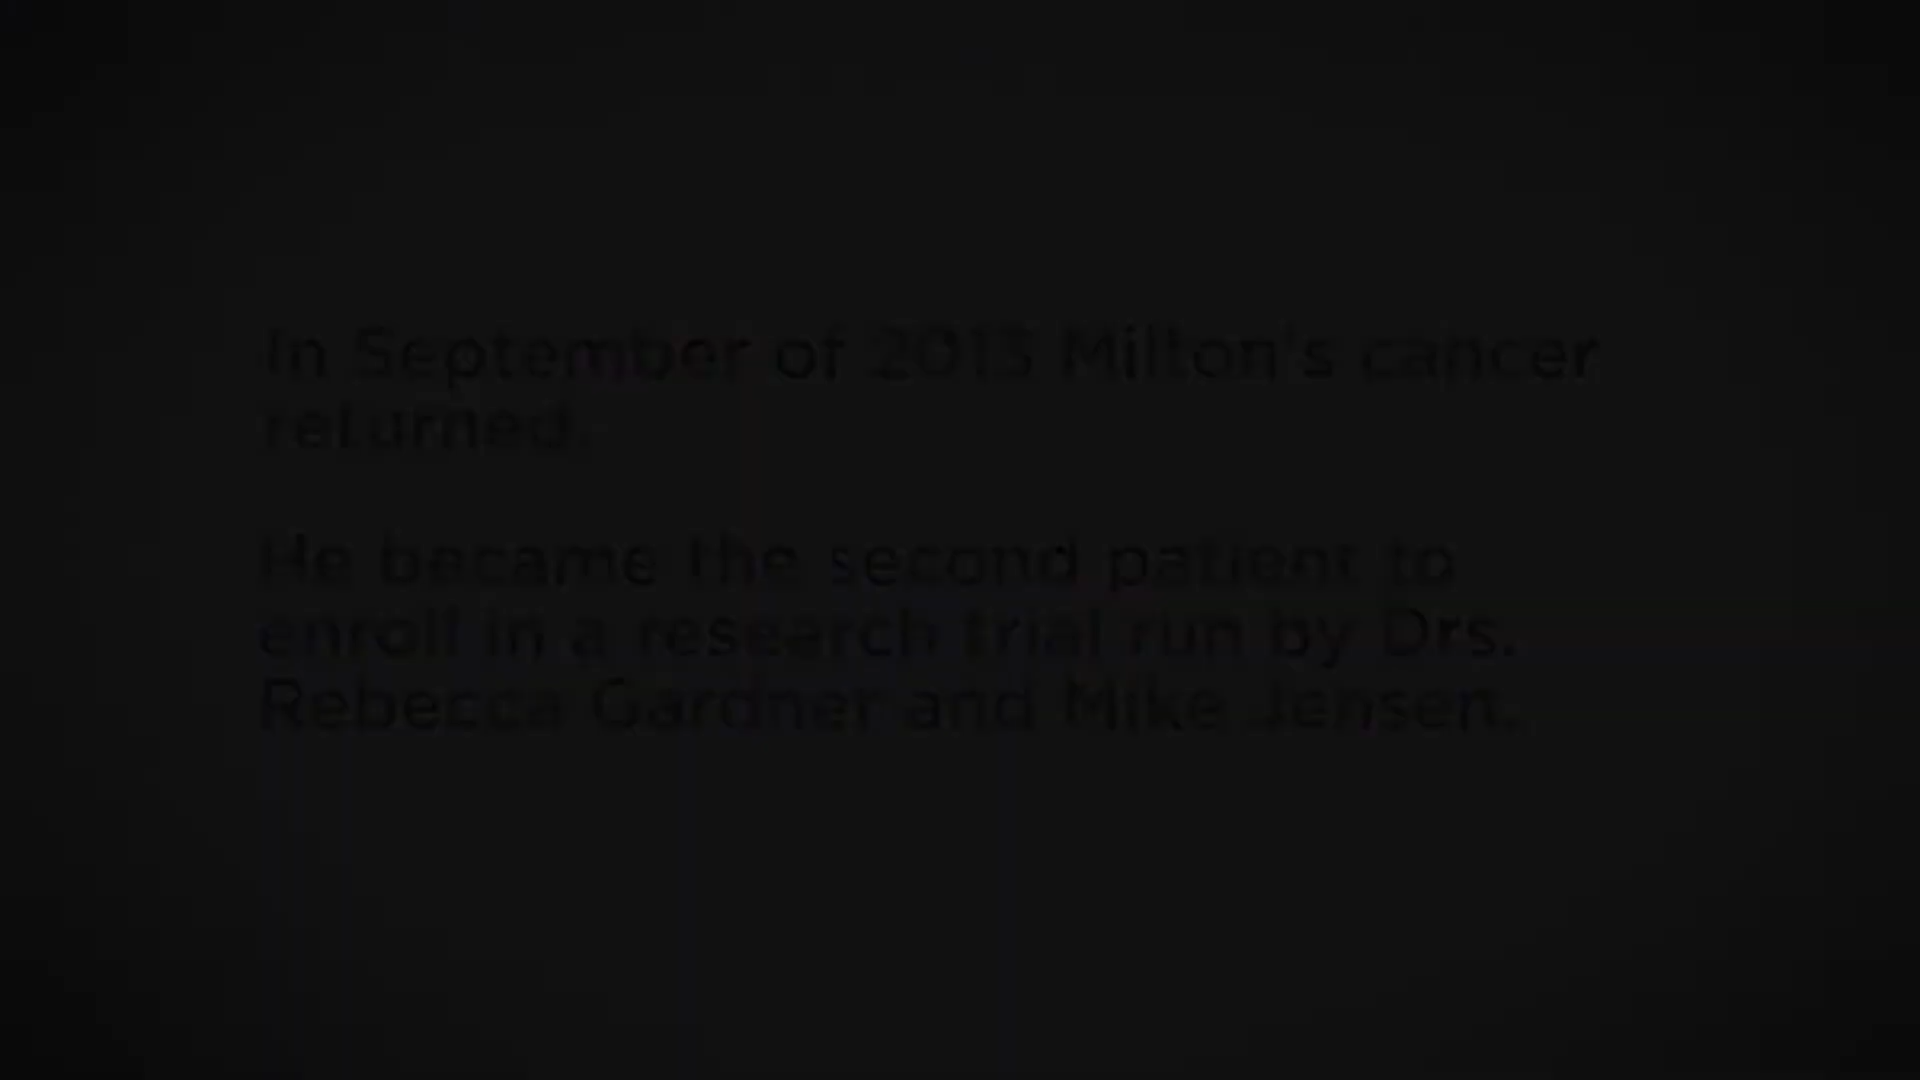 In September of 2013 Milton's cancer
returned.
He became the second patient to
enroll in a research trial run by Drs.
Rebecca Gardner and Mike Jensen.